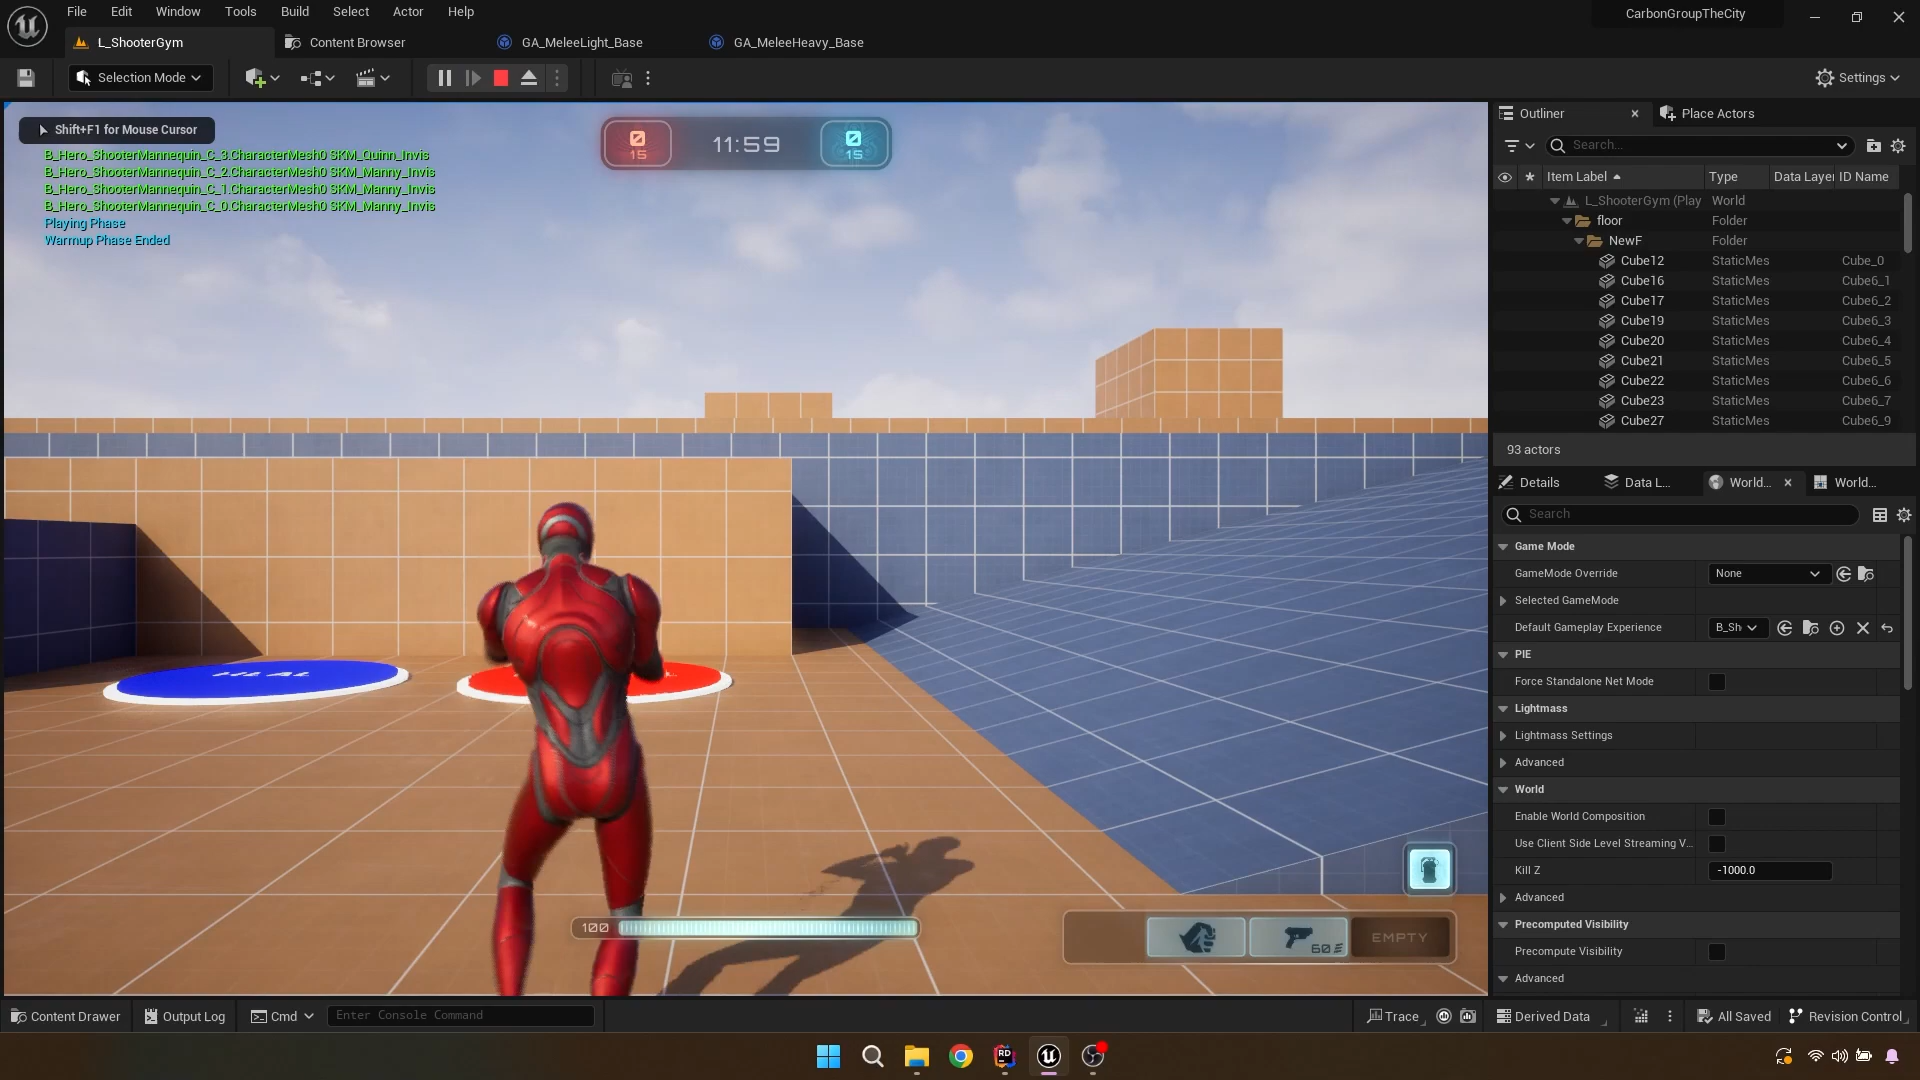 File Edit Window Tools Build Select Actor Help
CarbonGroupTheCity
L_ShooterGym
Content Browser
GA_MeleeLight_Base
GA_MeleeHeavy_Base
Selection Mode
Settings
Shift+F1 for Mouse Cursor
B_Hero_ShooterMannequin_C_3.CharacterMesh0 SKM_Quinn_Invis
B_Hero_ShooterMannequin_C_2.CharacterMesh0 SKM_Manny_Invis
B_Hero_ShooterMannequin_C_1.CharacterMesh0 SKM_Manny_Invis
B_Hero_ShooterMannequin_C_0.CharacterMesh0 SKM_Manny_Invis
Playing Phase
Warmup Phase Ended
0
15
11:59
0
15
100
60
EMPTY
Outliner
Place Actors
Search...
Item Label Type Data Layer ID Name
L_ShooterGym (Play World
floor Folder
NewF Folder
Cube12 StaticMes Cube_0
Cube16 StaticMes Cube6_1
Cube17 StaticMes Cube6_2
Cube19 StaticMes Cube6_3
Cube20 StaticMes Cube6_4
Cube21 StaticMes Cube6_5
Cube22 StaticMes Cube6_6
Cube23 StaticMes Cube6_7
Cube27 StaticMes Cube6_9
93 actors
Details Data L... World... World...
Search
Game Mode
GameMode Override None
Selected GameMode
Default Gameplay Experience B_Sh
PIE
Force Standalone Net Mode
Lightmass
Lightmass Settings
Advanced
World
Enable World Composition
Use Client Side Level Streaming V...
Kill Z -1000.0
Advanced
Precomputed Visibility
Precompute Visibility
Advanced
Content Drawer
Output Log
Cmd
Enter Console Command
Trace
Derived Data
All Saved
Revision Control
RD